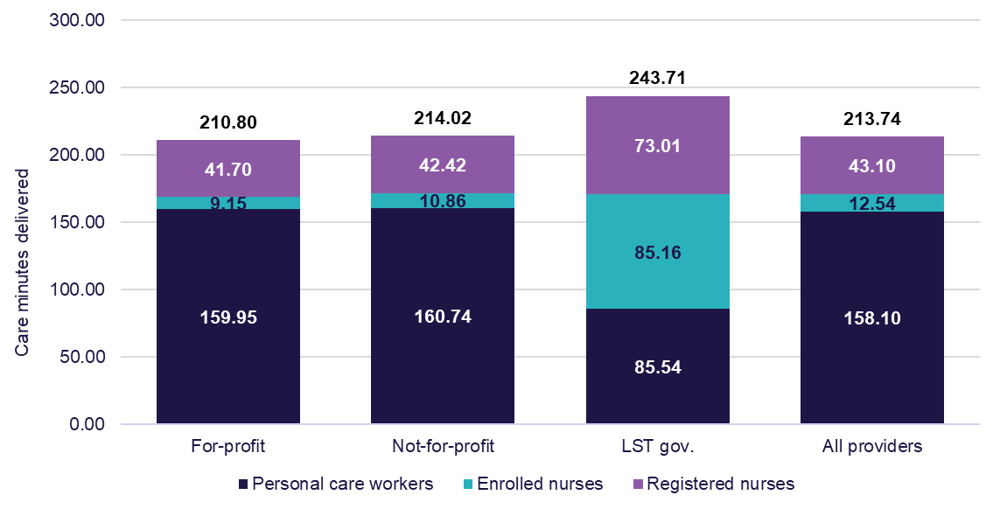 300.00
250.00
200.00
150.00
100.00
50.00
0.00
Care minutes delivered
210.80
41.70
9.15
159.95
214.02
42.42
10.86
160.74
243.71
73.01
85.16
85.54
213.74
43.10
12.54
158.10
For-profit
Not-for-profit
LST gov.
All providers
Personal care workers
Enrolled nurses
Registered nurses